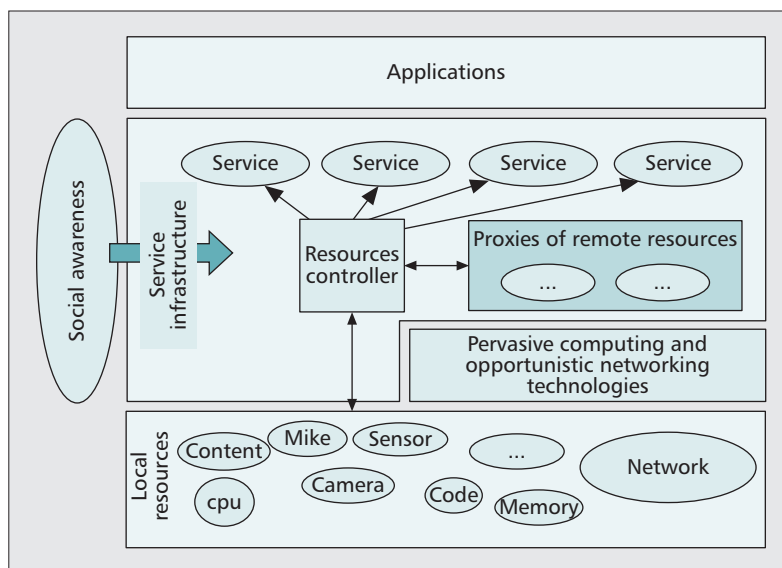 Applications
Service
Service
Service
Service
Social awareness
Service
infrastructure
Resources
controller
Proxies of remote resources
...
...
Pervasive computing and
opportunistic networking
technologies
Local
resources
Content
Mike
Sensor
...
Network
cpu
Camera
Code
Memory